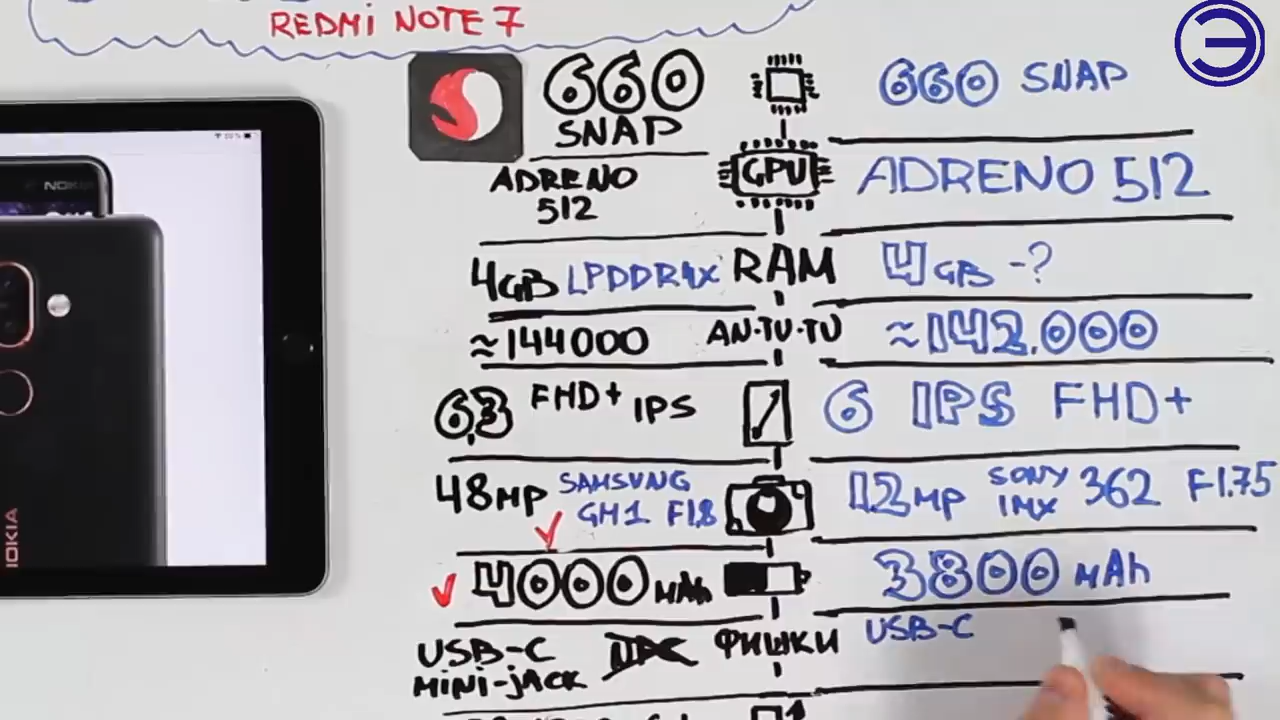 REDMI NOTE 7
660 SNAP
660 SNAP
ADRENO 512
GPU
ADRENO 512
4GB LPDDR4X
RAM
4GB -?
≈144000
AN-TU-TU
≈142.000
6,3 FHD+ IPS
6 IPS FHD+
48MP SAMSUNG GM1 F1.8
12MP SONY IMX 362 F1.75
4000 MAh
3800 MAh
USB-C MINI-JACK NFC
ФИШКИ
USB-C
NOKIA
NOKIA